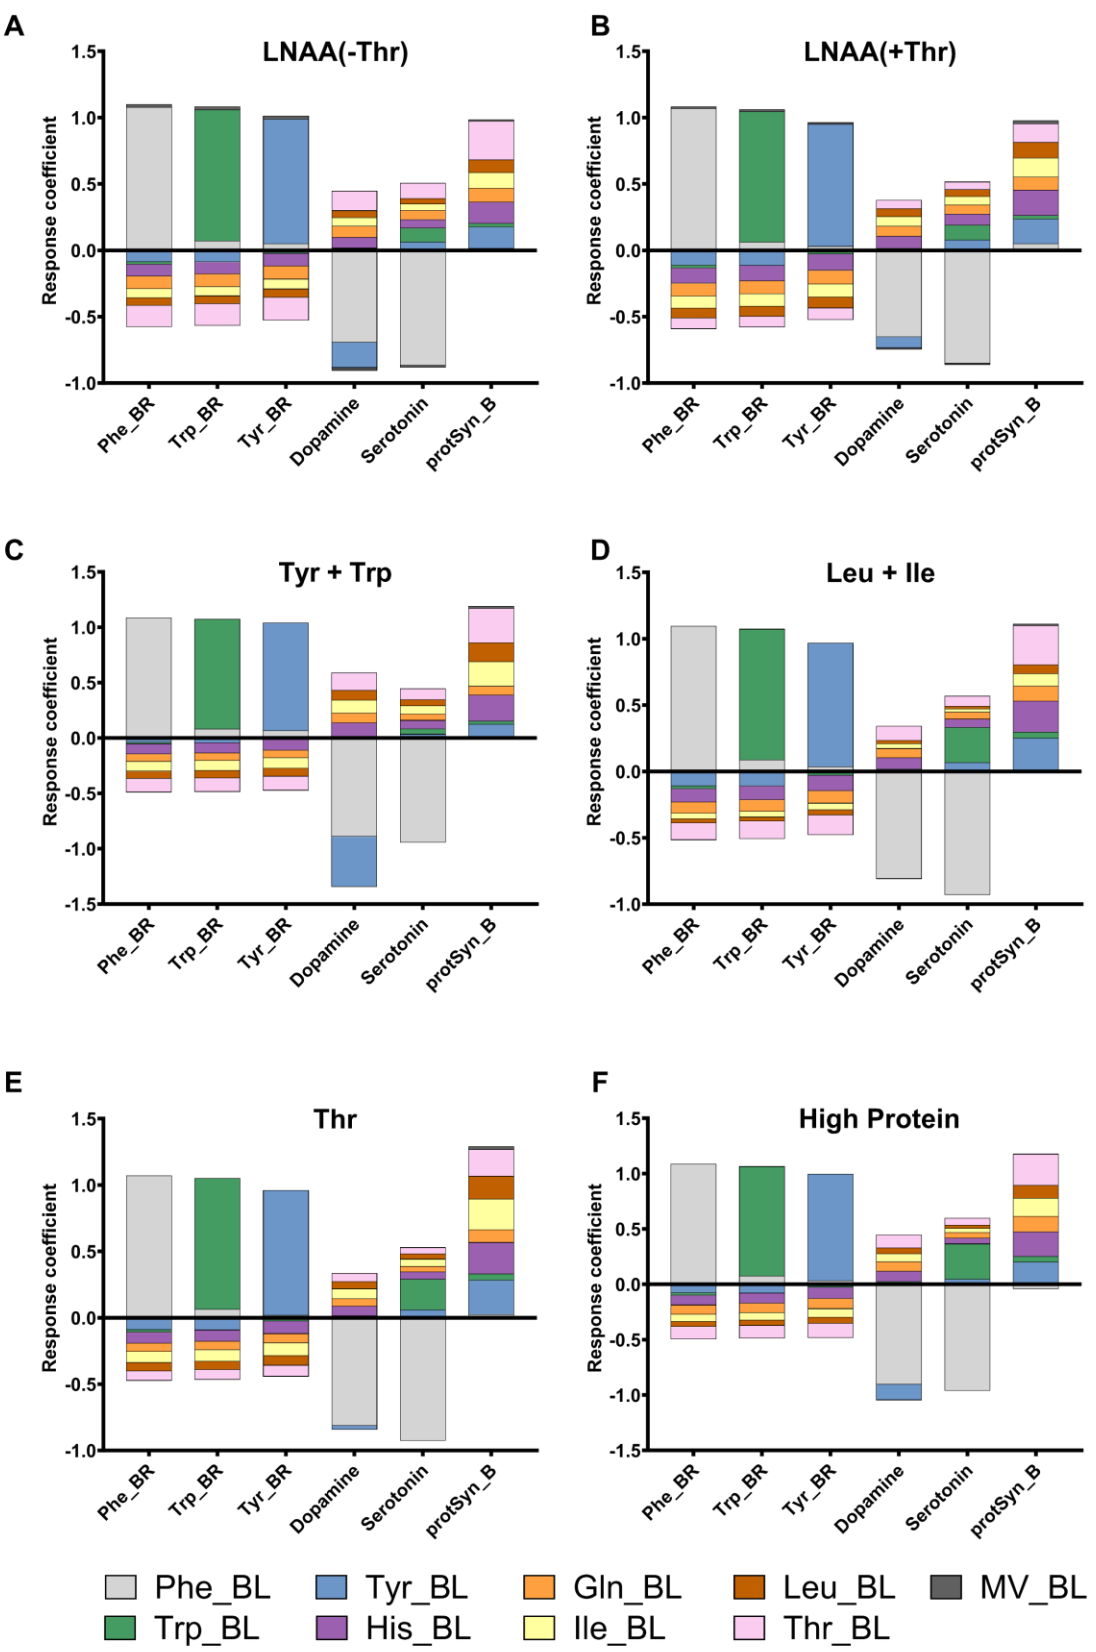 A
LNAA(-Thr)
Response coefficient
1.5
1.0
0.5
0.0
-0.5
-1.0
Phe_BR
Trp_BR
Tyr_BR
Dopamine
Serotonin
protSyn_B
B
LNAA(+Thr)
Response coefficient
1.5
1.0
0.5
0.0
-0.5
-1.0
Phe_BR
Trp_BR
Tyr_BR
Dopamine
Serotonin
protSyn_B
C
Tyr + Trp
Response coefficient
1.5
1.0
0.5
0.0
-0.5
-1.0
-1.5
Phe_BR
Trp_BR
Tyr_BR
Dopamine
Serotonin
protSyn_B
D
Leu + Ile
Response coefficient
1.5
1.0
0.5
0.0
-0.5
-1.0
Phe_BR
Trp_BR
Tyr_BR
Dopamine
Serotonin
protSyn_B
E
Thr
Response coefficient
1.5
1.0
0.5
0.0
-0.5
-1.0
Phe_BR
Trp_BR
Tyr_BR
Dopamine
Serotonin
protSyn_B
F
High Protein
Response coefficient
1.5
1.0
0.5
0.0
-0.5
-1.0
-1.5
Phe_BR
Trp_BR
Tyr_BR
Dopamine
Serotonin
protSyn_B
Phe_BL Tyr_BL Gln_BL Leu_BL MV_BL
Trp_BL His_BL Ile_BL Thr_BL